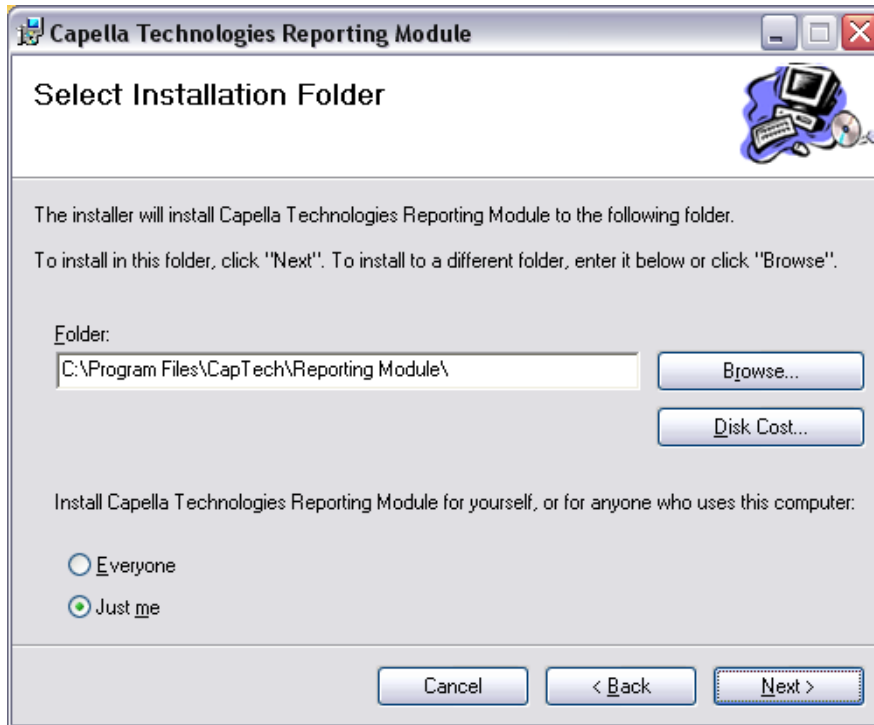 Capella Technologies Reporting Module
Select Installation Folder
The installer will install Capella Technologies Reporting Module to the following folder.
To install in this folder, click "Next". To install to a different folder, enter it below or click "Browse".
Folder:
C:\Program Files\CapTech\Reporting Module\
Browse...
Disk Cost...
Install Capella Technologies Reporting Module for yourself, or for anyone who uses this computer:
Everyone
Just me
Cancel
< Back
Next >